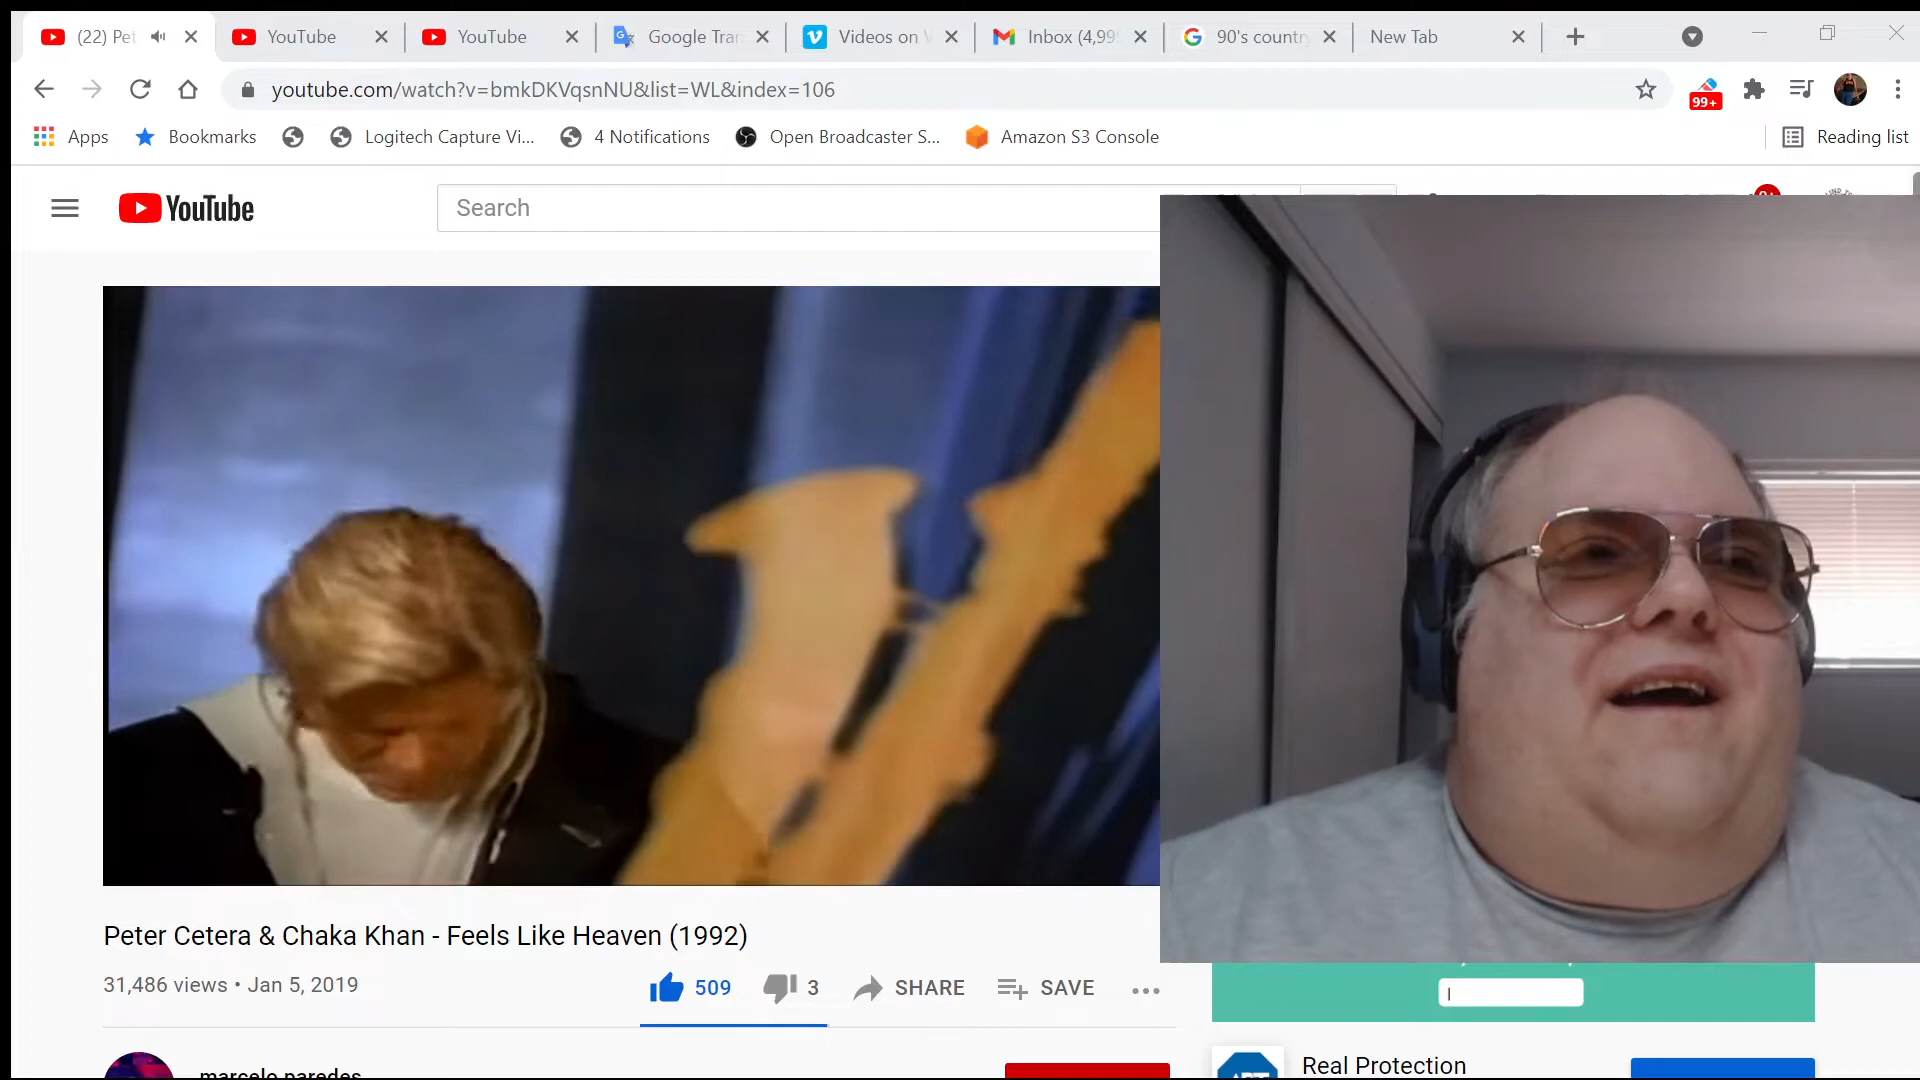 (22) Pet
YouTube
YouTube
Google Tran
Videos on V
Inbox (4,99
90's country
New Tab
youtube.com/watch?v=bmkDKVqsnNU&list=WL&index=106
99+
Apps
Bookmarks
Logitech Capture Vi...
4 Notifications
Open Broadcaster S...
Amazon S3 Console
Reading list
YouTube
Search
Peter Cetera & Chaka Khan - Feels Like Heaven (1992)
31,486 views • Jan 5, 2019
509
3
SHARE
SAVE
marcelo paredes
Real Protection